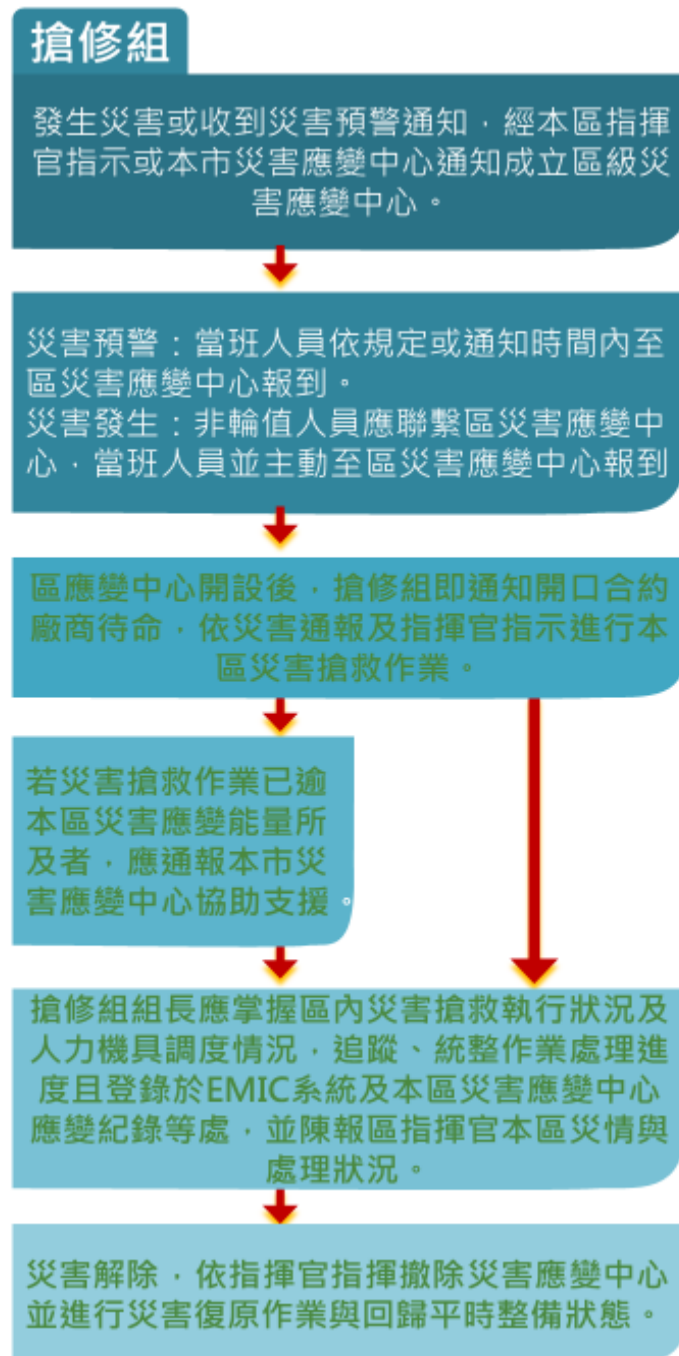 搶修組
發生災害或收到災害預警通知，經本區指揮
官指示或本市災害應變中心通知成立區級災
害應變中心。
災害預警：當班人員依規定或通知時間內至
區災害應變中心報到。
災害發生：非輪值人員應聯繫區災害應變中
心，當班人員並主動至區災害應變中心報到
區應變中心開設後，搶修組即通知開口合約
廠商待命，依災害通報及指揮官指示進行本
區災害搶救作業。
若災害搶救作業已逾
本區災害應變能量所
及者，應通報本市災
害應變中心協助支援。
搶修組組長應掌握區內災害搶救執行狀況及
人力機具調度情況，追蹤、統整作業處理進
度且登錄於EMIC系統及本區災害應變中心
應變紀錄等處，並陳報區指揮官本區災情與
處理狀況。
災害解除，依指揮官指揮撤除災害應變中心
並進行災害復原作業與回歸平時整備狀態。